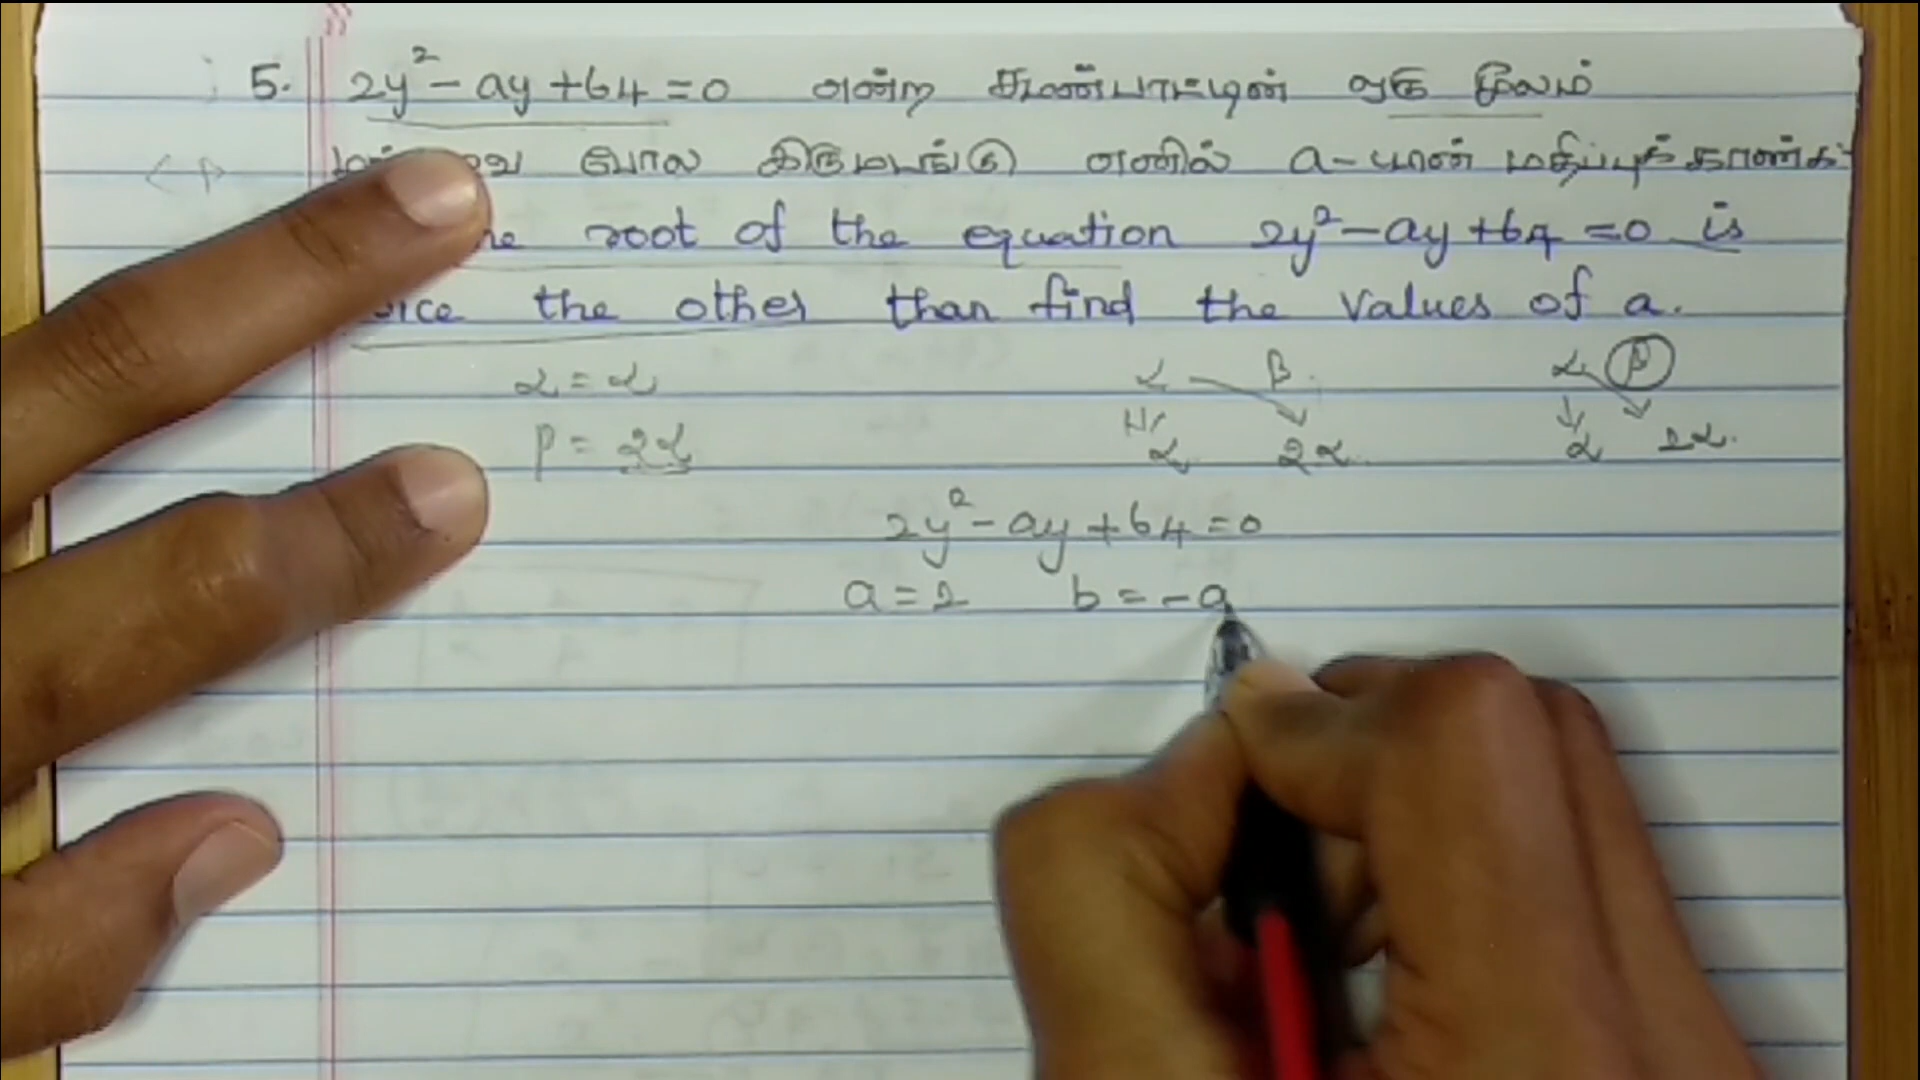 5. 2y² - ay + 64 = 0 என்ற சமன்பாட்டின் ஒரு மூலம்
போல இருமடங்கு எனில் a-யின் மதிப்பைக் காண்க
root of the equation 2y² - ay + 64 = 0 is
the other than find the values of a.
α = α α β α β
β = 2α α 2α α 2α.
2y² - ay + 64 = 0
a = 2 b = -a